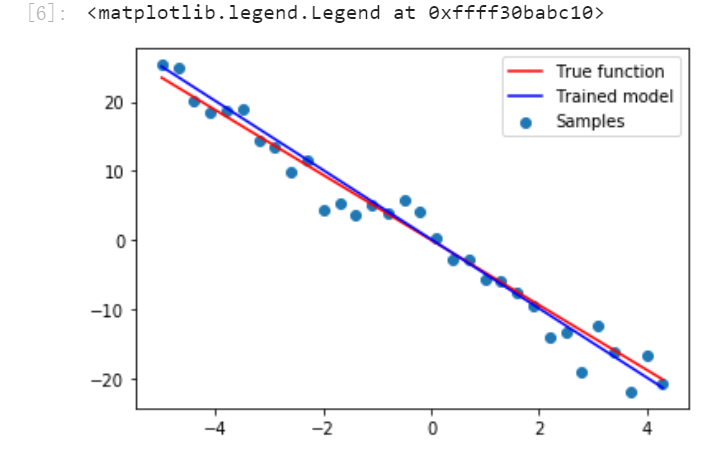 [6]: <matplotlib.legend.Legend at 0xffff30babc10>
True function
Trained model
Samples
20
10
0
−10
−20
−4 −2 0 2 4